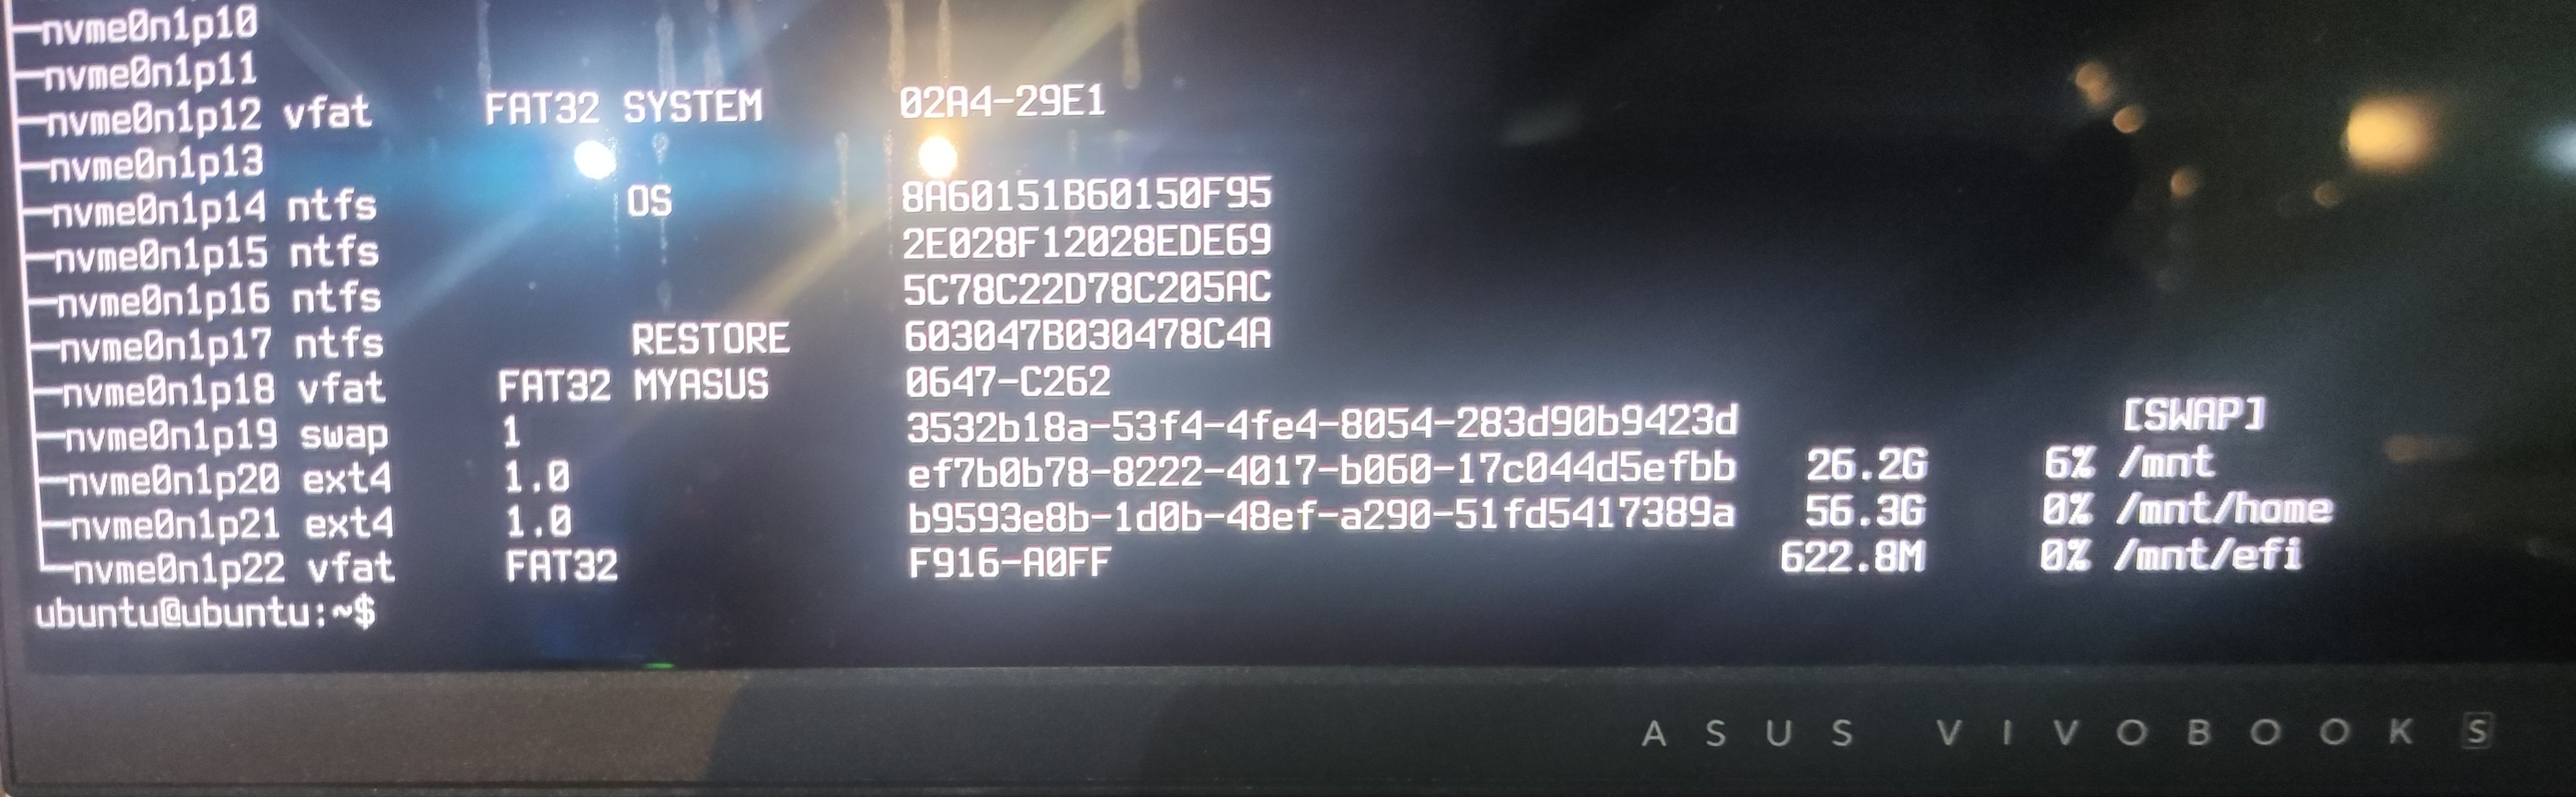 ├─nvme0n1p10
├─nvme0n1p11
├─nvme0n1p12 vfat FAT32 SYSTEM 02A4-29E1
├─nvme0n1p13
├─nvme0n1p14 ntfs OS 8A60151B60150F95
├─nvme0n1p15 ntfs 2E028F12028EDE69
├─nvme0n1p16 ntfs 5C78C22D78C205AC
├─nvme0n1p17 ntfs RESTORE 603047B030478C4A
├─nvme0n1p18 vfat FAT32 MYASUS 0647-C262
├─nvme0n1p19 swap 1 3532b18a-53f4-4fe4-8054-283d90b9423d [SWAP]
├─nvme0n1p20 ext4 1.0 ef7b0b78-8222-4017-b060-17c044d5efbb 26.2G 6% /mnt
├─nvme0n1p21 ext4 1.0 b9593e8b-1d0b-48ef-a290-51fd5417389a 56.3G 0% /mnt/home
└─nvme0n1p22 vfat FAT32 F916-A0FF 622.8M 0% /mnt/efi
ubuntu@ubuntu:~$
ASUS VIVOBOOK S